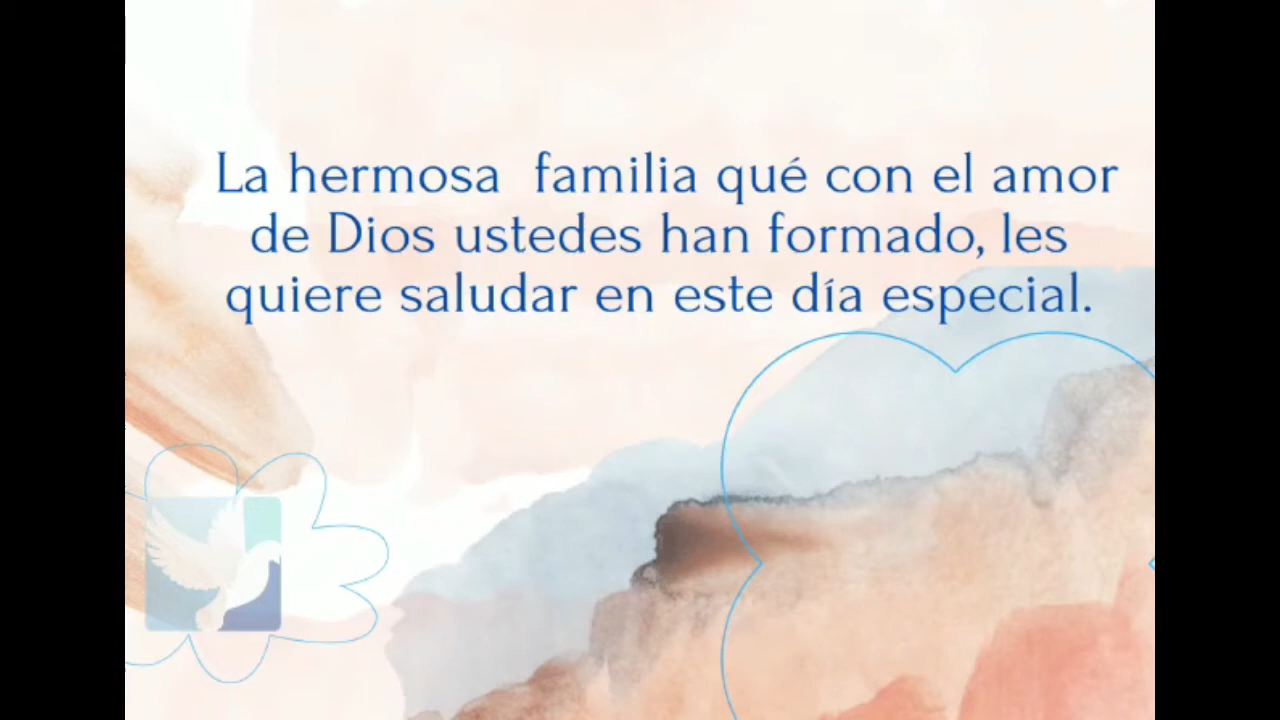 La hermosa  familia qué con el amor
de Dios ustedes han formado, les
quiere saludar en este día especial.